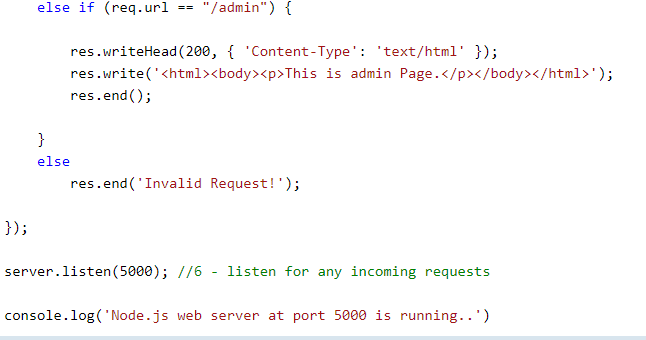 else if (req.url == "/admin") {
res.writeHead(200, { 'Content-Type': 'text/html' });
res.write('<html><body><p>This is admin Page.</p></body></html>');
res.end();
}
else
res.end('Invalid Request!');
});
server.listen(5000); //6 - listen for any incoming requests
console.log('Node.js web server at port 5000 is running..')